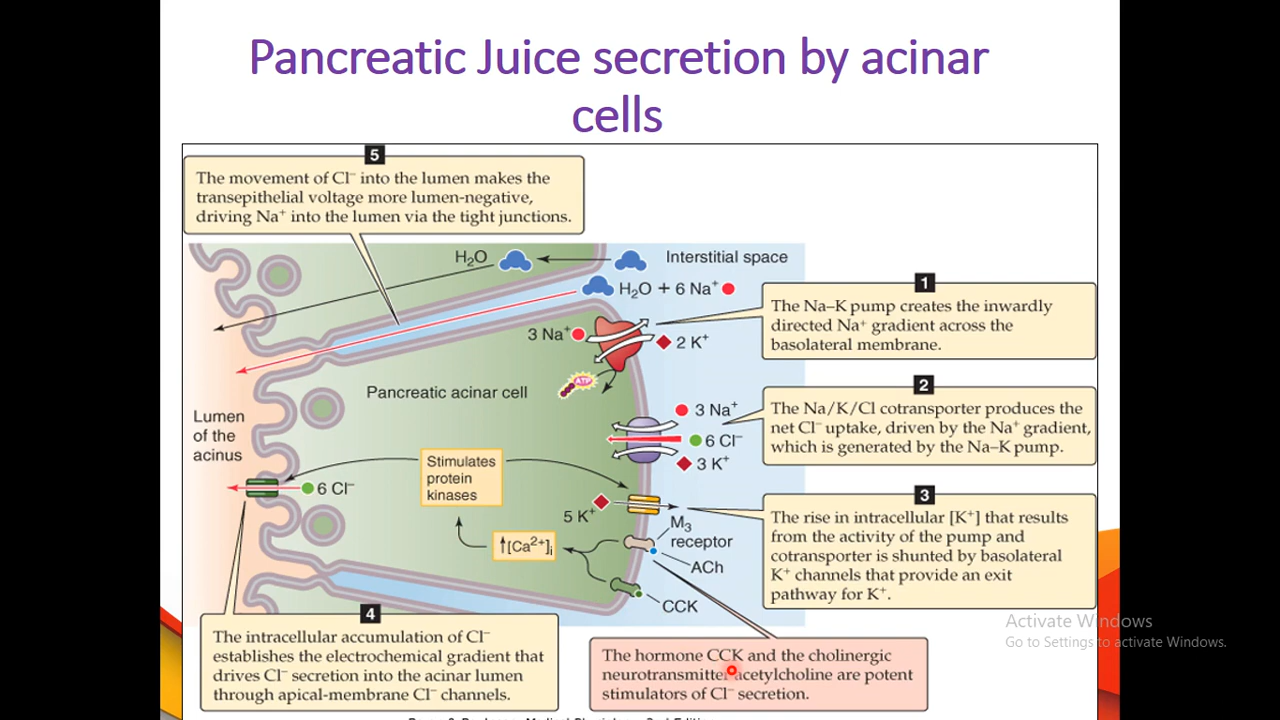 Pancreatic Juice secretion by acinar
cells
5
The movement of Cl⁻ into the lumen makes the
transepithelial voltage more lumen-negative,
driving Na⁺ into the lumen via the tight junctions.
H₂O
Interstitial space
H₂O + 6 Na⁺
1
The Na–K pump creates the inwardly
directed Na⁺ gradient across the
basolateral membrane.
3 Na⁺
2 K⁺
ATP
Pancreatic acinar cell
2
The Na/K/Cl cotransporter produces the
net Cl⁻ uptake, driven by the Na⁺ gradient,
which is generated by the Na–K pump.
3 Na⁺
6 Cl⁻
3 K⁺
Lumen
of the
acinus
Stimulates
protein
kinases
6 Cl⁻
5 K⁺
3
The rise in intracellular [K⁺] that results
from the activity of the pump and
cotransporter is shunted by basolateral
K⁺ channels that provide an exit
pathway for K⁺.
M₃
receptor
ACh
↑[Ca²⁺]ᵢ
CCK
4
The intracellular accumulation of Cl⁻
establishes the electrochemical gradient that
drives Cl⁻ secretion into the acinar lumen
through apical-membrane Cl⁻ channels.
The hormone CCK and the cholinergic
neurotransmitter acetylcholine are potent
stimulators of Cl⁻ secretion.
Activate Windows
Go to Settings to activate Windows.